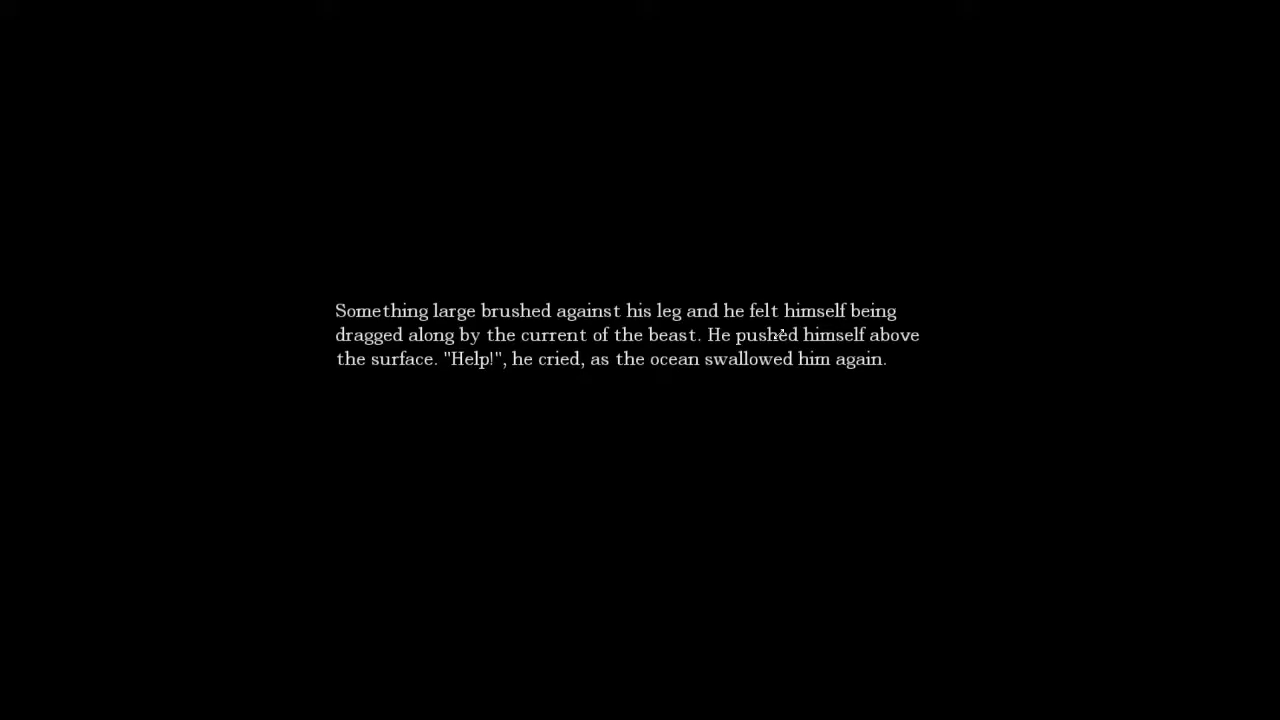 Something large brushed against his leg and he felt himself being
dragged along by the current of the beast. He pushed himself above
the surface. "Help!", he cried, as the ocean swallowed him again.